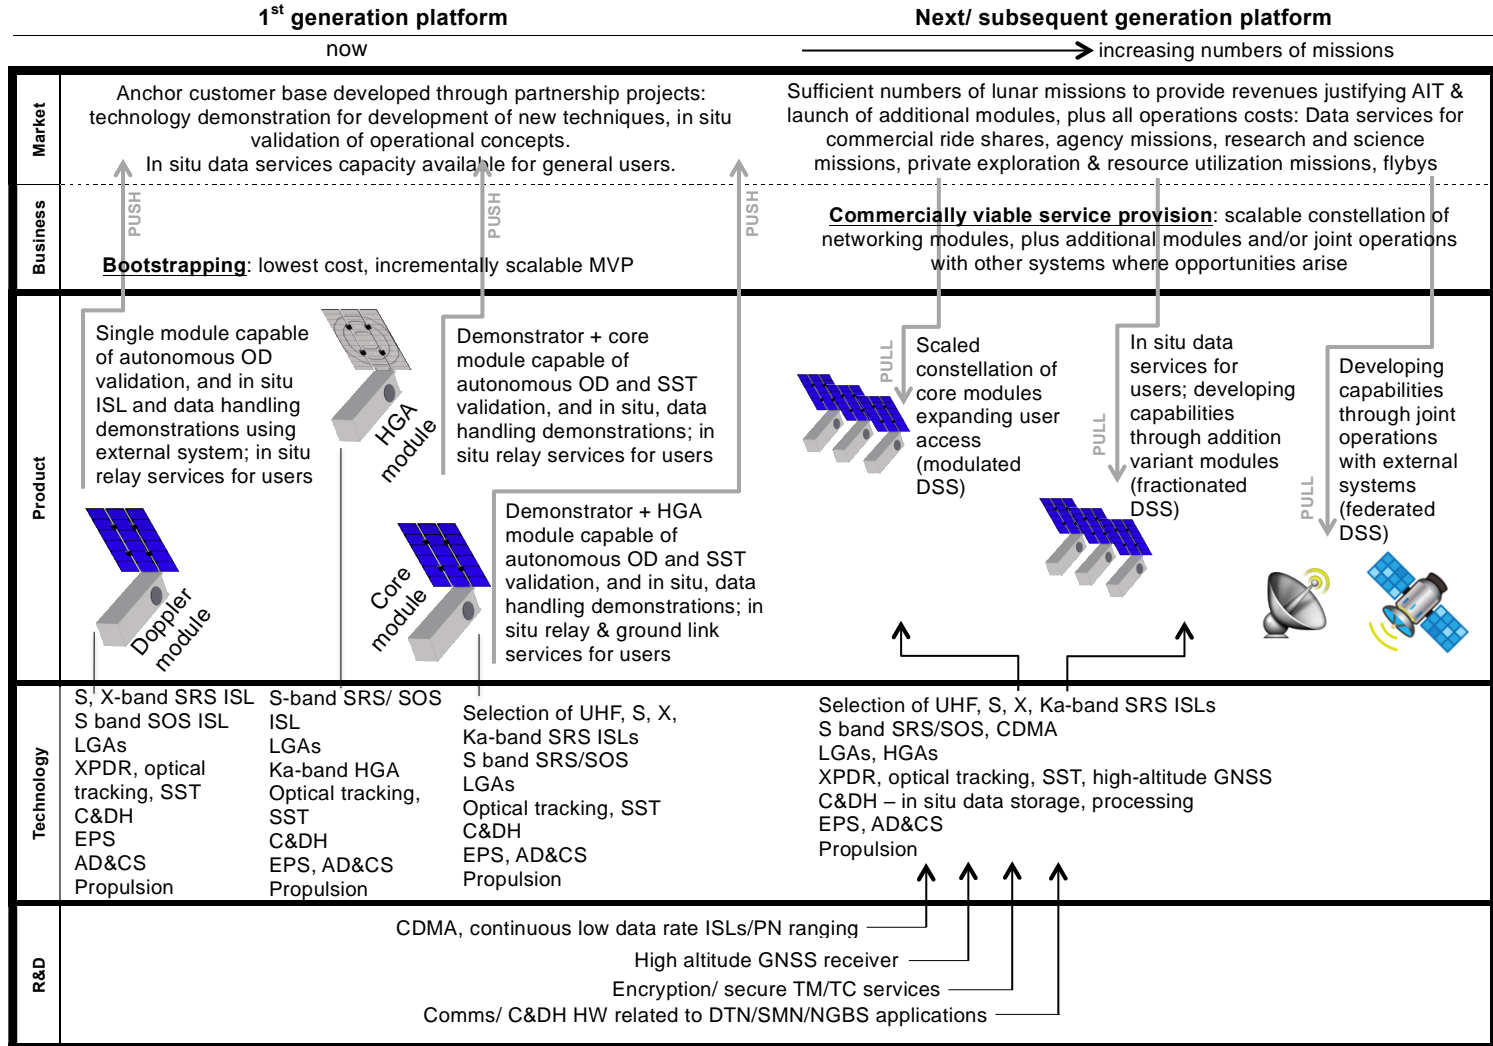 1st generation platform
Next/ subsequent generation platform
now
increasing numbers of missions
Market
Anchor customer base developed through partnership projects:
technology demonstration for development of new techniques, in situ
validation of operational concepts.
In situ data services capacity available for general users.
Sufficient numbers of lunar missions to provide revenues justifying AIT &
launch of additional modules, plus all operations costs: Data services for
commercial ride shares, agency missions, research and science
missions, private exploration & resource utilization missions, flybys
PUSH
PUSH
PUSH
Business
Bootstrapping: lowest cost, incrementally scalable MVP
Commercially viable service provision: scalable constellation of
networking modules, plus additional modules and/or joint operations
with other systems where opportunities arise
Product
Single module capable
of autonomous OD
validation, and in situ
ISL and data handling
demonstrations using
external system; in situ
relay services for users
Doppler
module
HGA
module
Demonstrator + core
module capable of
autonomous OD and SST
validation, and in situ, data
handling demonstrations; in
situ relay services for users
Core
module
Demonstrator + HGA
module capable of
autonomous OD and SST
validation, and in situ, data
handling demonstrations; in
situ relay & ground link
services for users
PULL
Scaled
constellation of
core modules
expanding user
access
(modulated
DSS)
PULL
In situ data
services for
users; developing
capabilities
through addition
variant modules
(fractionated
DSS)
PULL
Developing
capabilities
through joint
operations
with external
systems
(federated
DSS)
Technology
S, X-band SRS ISL
S band SOS ISL
LGAs
XPDR, optical
tracking, SST
C&DH
EPS
AD&CS
Propulsion
S-band SRS/ SOS
ISL
LGAs
Ka-band HGA
Optical tracking,
SST
C&DH
EPS, AD&CS
Propulsion
Selection of UHF, S, X,
Ka-band SRS ISLs
S band SRS/SOS
LGAs
Optical tracking, SST
C&DH
EPS, AD&CS
Propulsion
Selection of UHF, S, X, Ka-band SRS ISLs
S band SRS/SOS, CDMA
LGAs, HGAs
XPDR, optical tracking, SST, high-altitude GNSS
C&DH – in situ data storage, processing
EPS, AD&CS
Propulsion
R&D
CDMA, continuous low data rate ISLs/PN ranging
High altitude GNSS receiver
Encryption/ secure TM/TC services
Comms/ C&DH HW related to DTN/SMN/NGBS applications